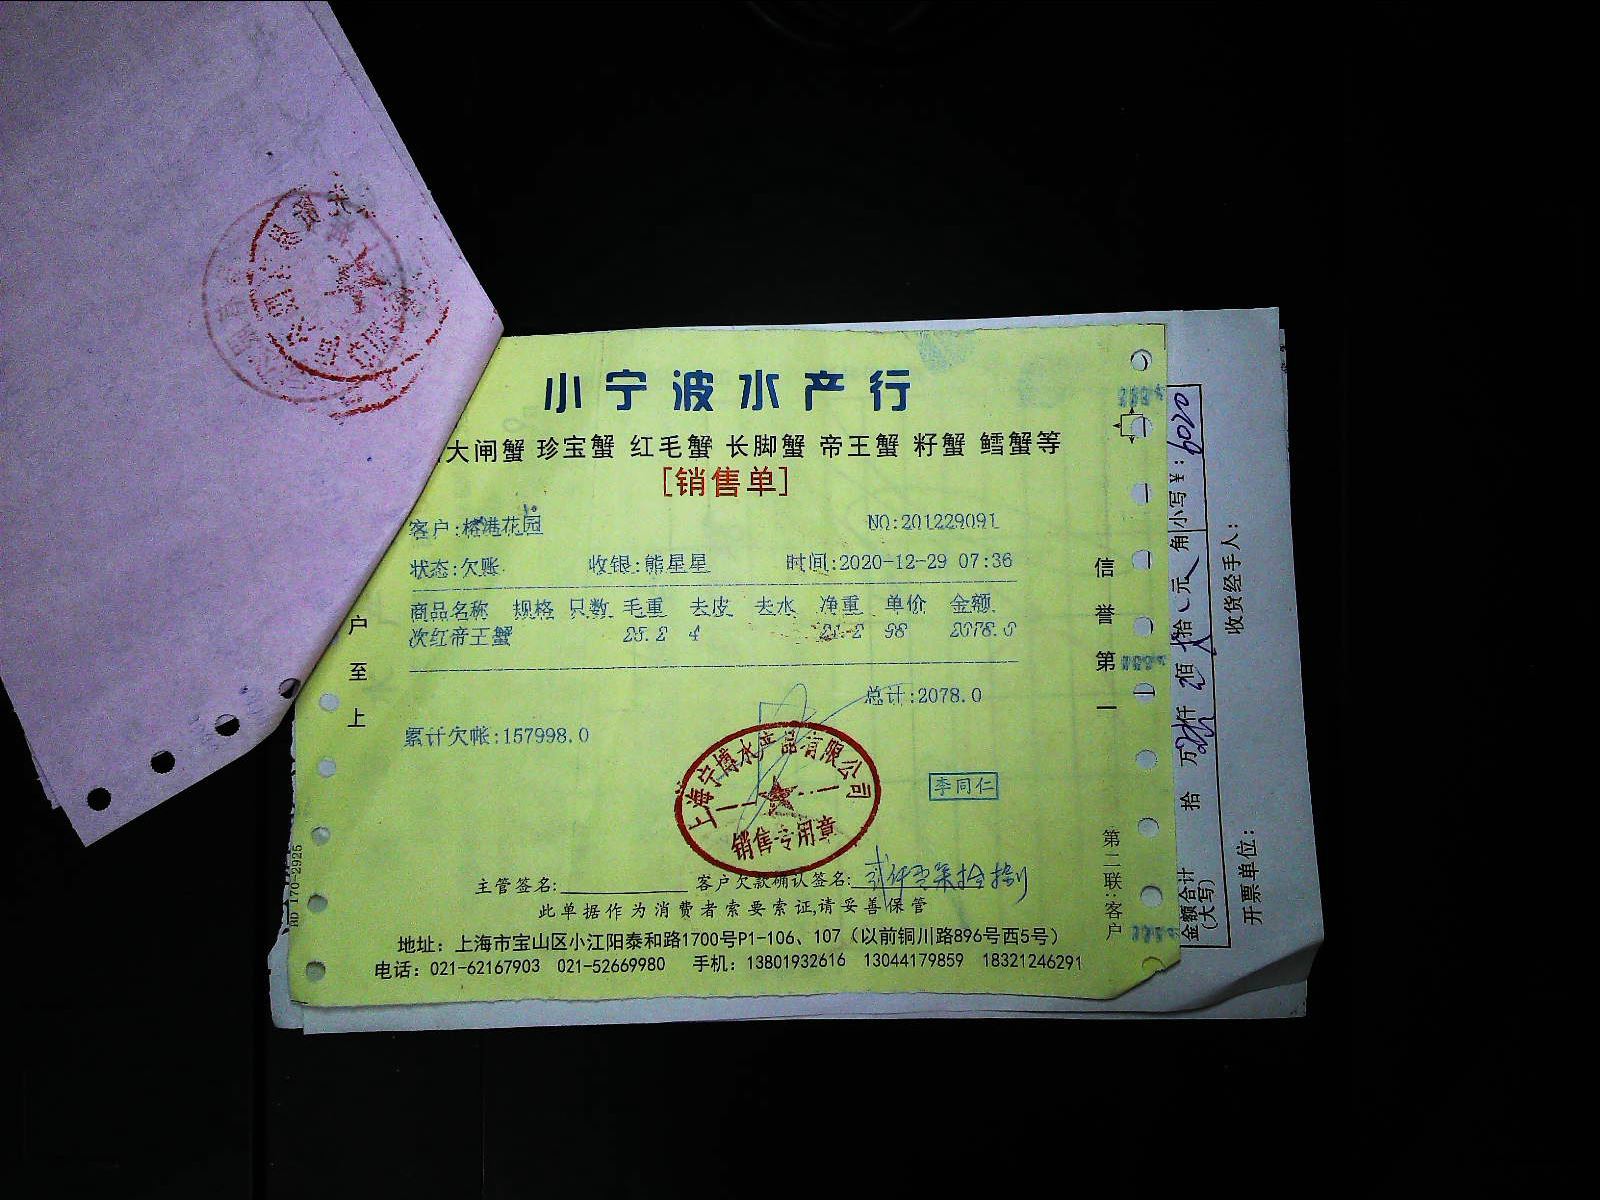 小宁波水产行
大闸蟹 珍宝蟹 红毛蟹 长脚蟹 帝王蟹 籽蟹 鳕蟹等
[销售单]
客户:榕港花园 NO:201229091
状态:欠账 收银:熊星星 时间:2020-12-29 07:36
商品名称 规格 只数 毛重 去皮 去水 净重 单价 金额
次红帝王蟹 25.2 4 21.2 98 2078.0
总计:2078.0
累计欠帐:157998.0
上海宁博水产品有限公司
销售专用章
李同仁
主管签名: 客户欠款确认签名:
此单据作为消费者索要索证,请妥善保管
地址: 上海市宝山区小江阳泰和路1700号P1-106、107 (以前铜川路896号西5号)
电话: 021-62167903 021-52669980 手机: 13801932616 13044179859 18321246291
户至上
信誉第一
第二联:客户
BD 170-2925
金额合计(大写) 拾 万 仟 佰 拾 元 角 小写¥: 6020
开票单位: 收货经手人: